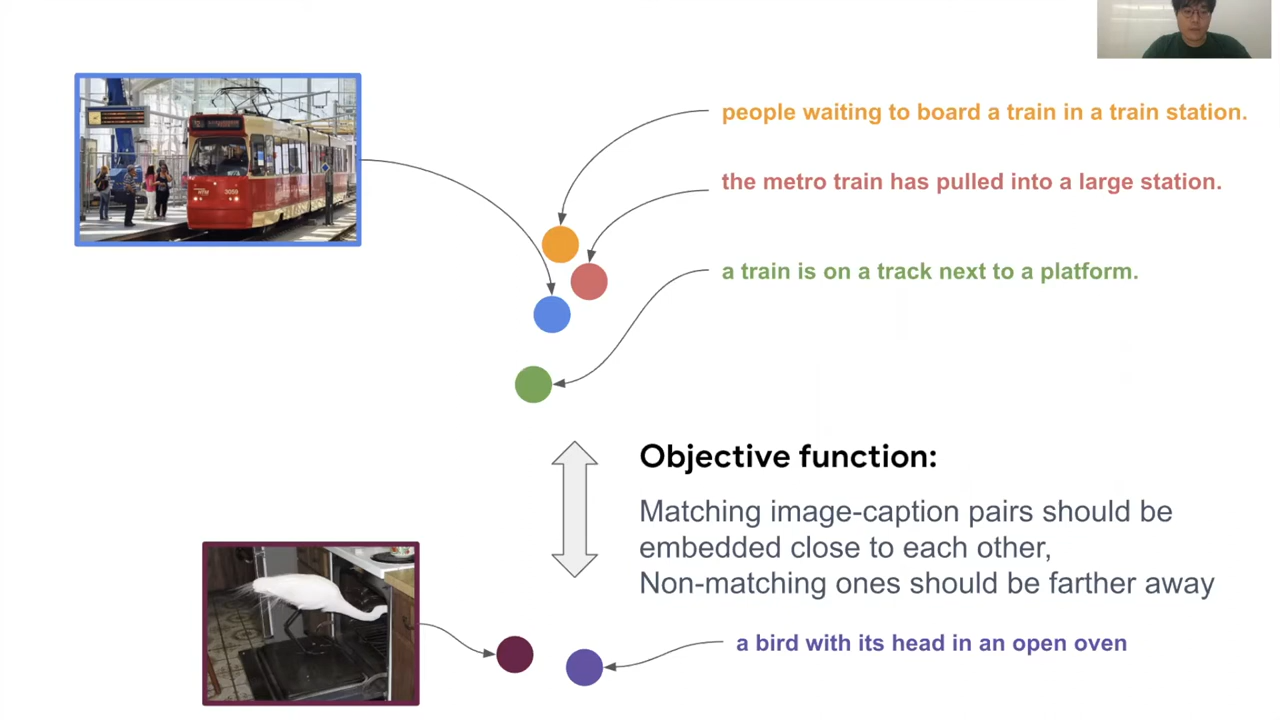 people waiting to board a train in a train station.
the metro train has pulled into a large station.
a train is on a track next to a platform.
Objective function:
Matching image-caption pairs should be
embedded close to each other,
Non-matching ones should be farther away
a bird with its head in an open oven